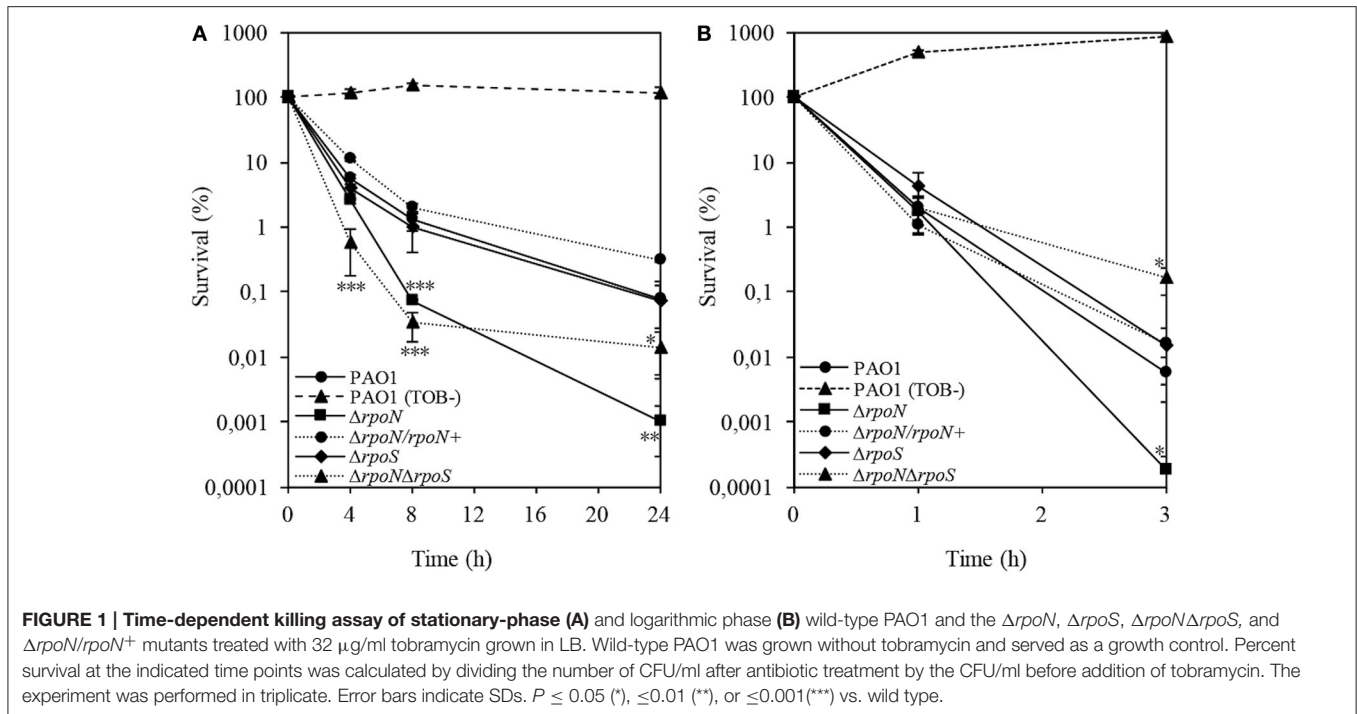 A
1000
100
10
1
0,1
0,01
0,001
0,0001
Survival (%)
***
***
***
*
**
PAO1
PAO1 (TOB-)
ΔrpoN
ΔrpoN/rpoN+
ΔrpoS
ΔrpoNΔrpoS
0 4 8 12 16 20 24
Time (h)
B
1000
100
10
1
0,1
0,01
0,001
0,0001
Survival (%)
*
*
PAO1
PAO1 (TOB-)
ΔrpoN
ΔrpoN/rpoN+
ΔrpoS
ΔrpoNΔrpoS
0 1 2 3
Time (h)
FIGURE 1 | Time-dependent killing assay of stationary-phase (A) and logarithmic phase (B) wild-type PAO1 and the ΔrpoN, ΔrpoS, ΔrpoNΔrpoS, and
ΔrpoN/rpoN⁺ mutants treated with 32 μg/ml tobramycin grown in LB. Wild-type PAO1 was grown without tobramycin and served as a growth control. Percent
survival at the indicated time points was calculated by dividing the number of CFU/ml after antibiotic treatment by the CFU/ml before addition of tobramycin. The
experiment was performed in triplicate. Error bars indicate SDs. P ≤ 0.05 (*), ≤0.01 (**), or ≤0.001(***) vs. wild type.